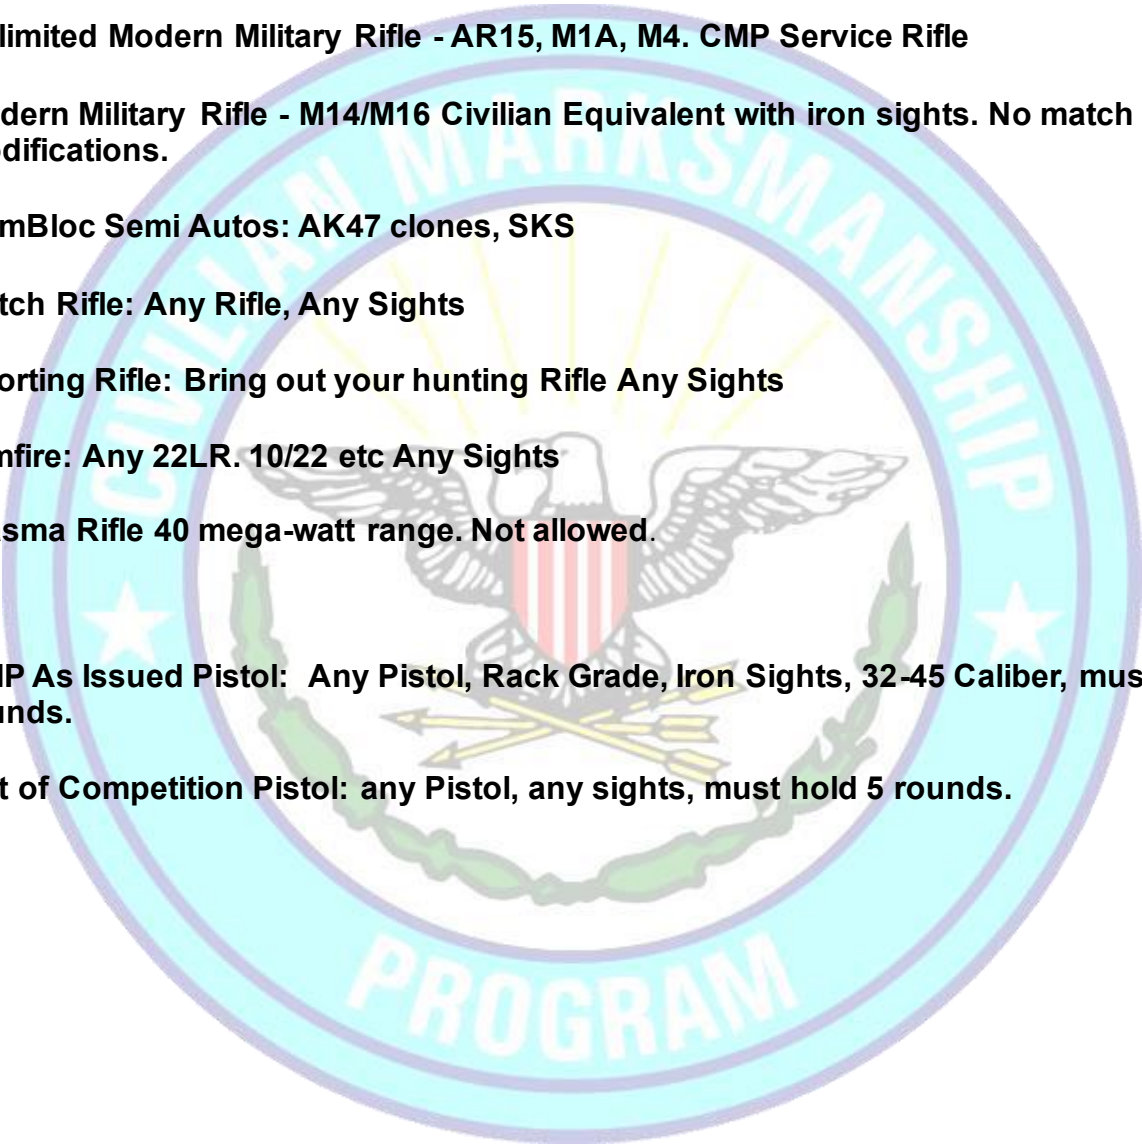 limited Modern Military Rifle - AR15, M1A, M4. CMP Service Rifle
dern Military Rifle - M14/M16 Civilian Equivalent with iron sights. No match
difications.
mBloc Semi Autos: AK47 clones, SKS
tch Rifle: Any Rifle, Any Sights
orting Rifle: Bring out your hunting Rifle Any Sights
mfire: Any 22LR. 10/22 etc Any Sights
asma Rifle 40 mega-watt range. Not allowed.
IP As Issued Pistol: Any Pistol, Rack Grade, Iron Sights, 32-45 Caliber, mus
unds.
t of Competition Pistol: any Pistol, any sights, must hold 5 rounds.
CIVILIAN MARKSMANSHIP
PROGRAM